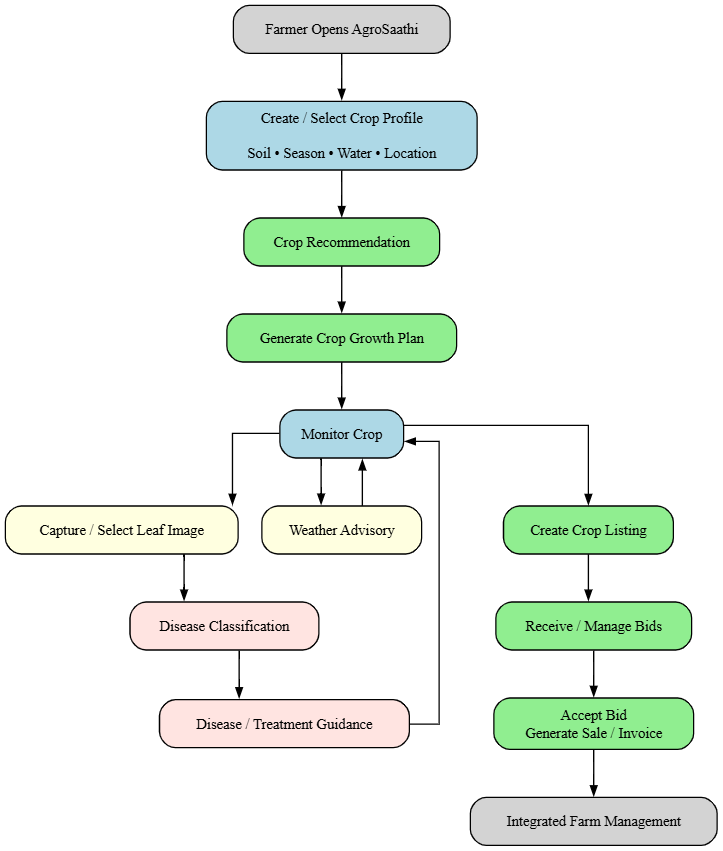 Farmer Opens AgroSaathi
Create / Select Crop Profile
Soil • Season • Water • Location
Crop Recommendation
Generate Crop Growth Plan
Monitor Crop
Capture / Select Leaf Image
Weather Advisory
Create Crop Listing
Disease Classification
Receive / Manage Bids
Disease / Treatment Guidance
Accept Bid
Generate Sale / Invoice
Integrated Farm Management